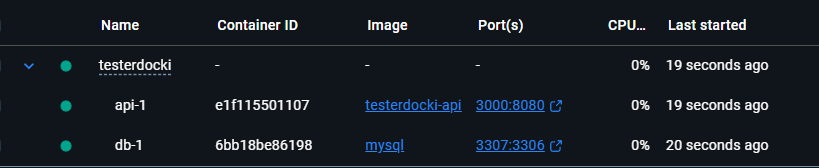 Name Container ID Image Port(s) CPU... Last started
testerdocki - - - 0% 19 seconds ago
api-1 e1f115501107 testerdocki-api 3000:8080 0% 19 seconds ago
db-1 6bb18be86198 mysql 3307:3306 0% 20 seconds ago